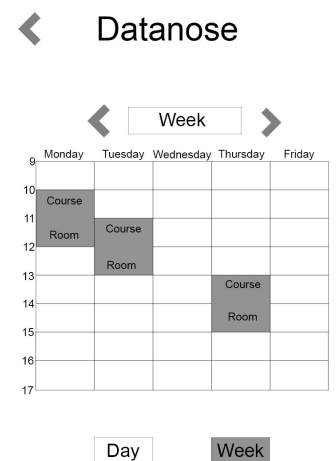 Datanose
Week
Monday Tuesday Wednesday Thursday Friday
9
10
Course
11
Course
Room
12
Room
13
Course
14
Room
15
16
17
Day Week